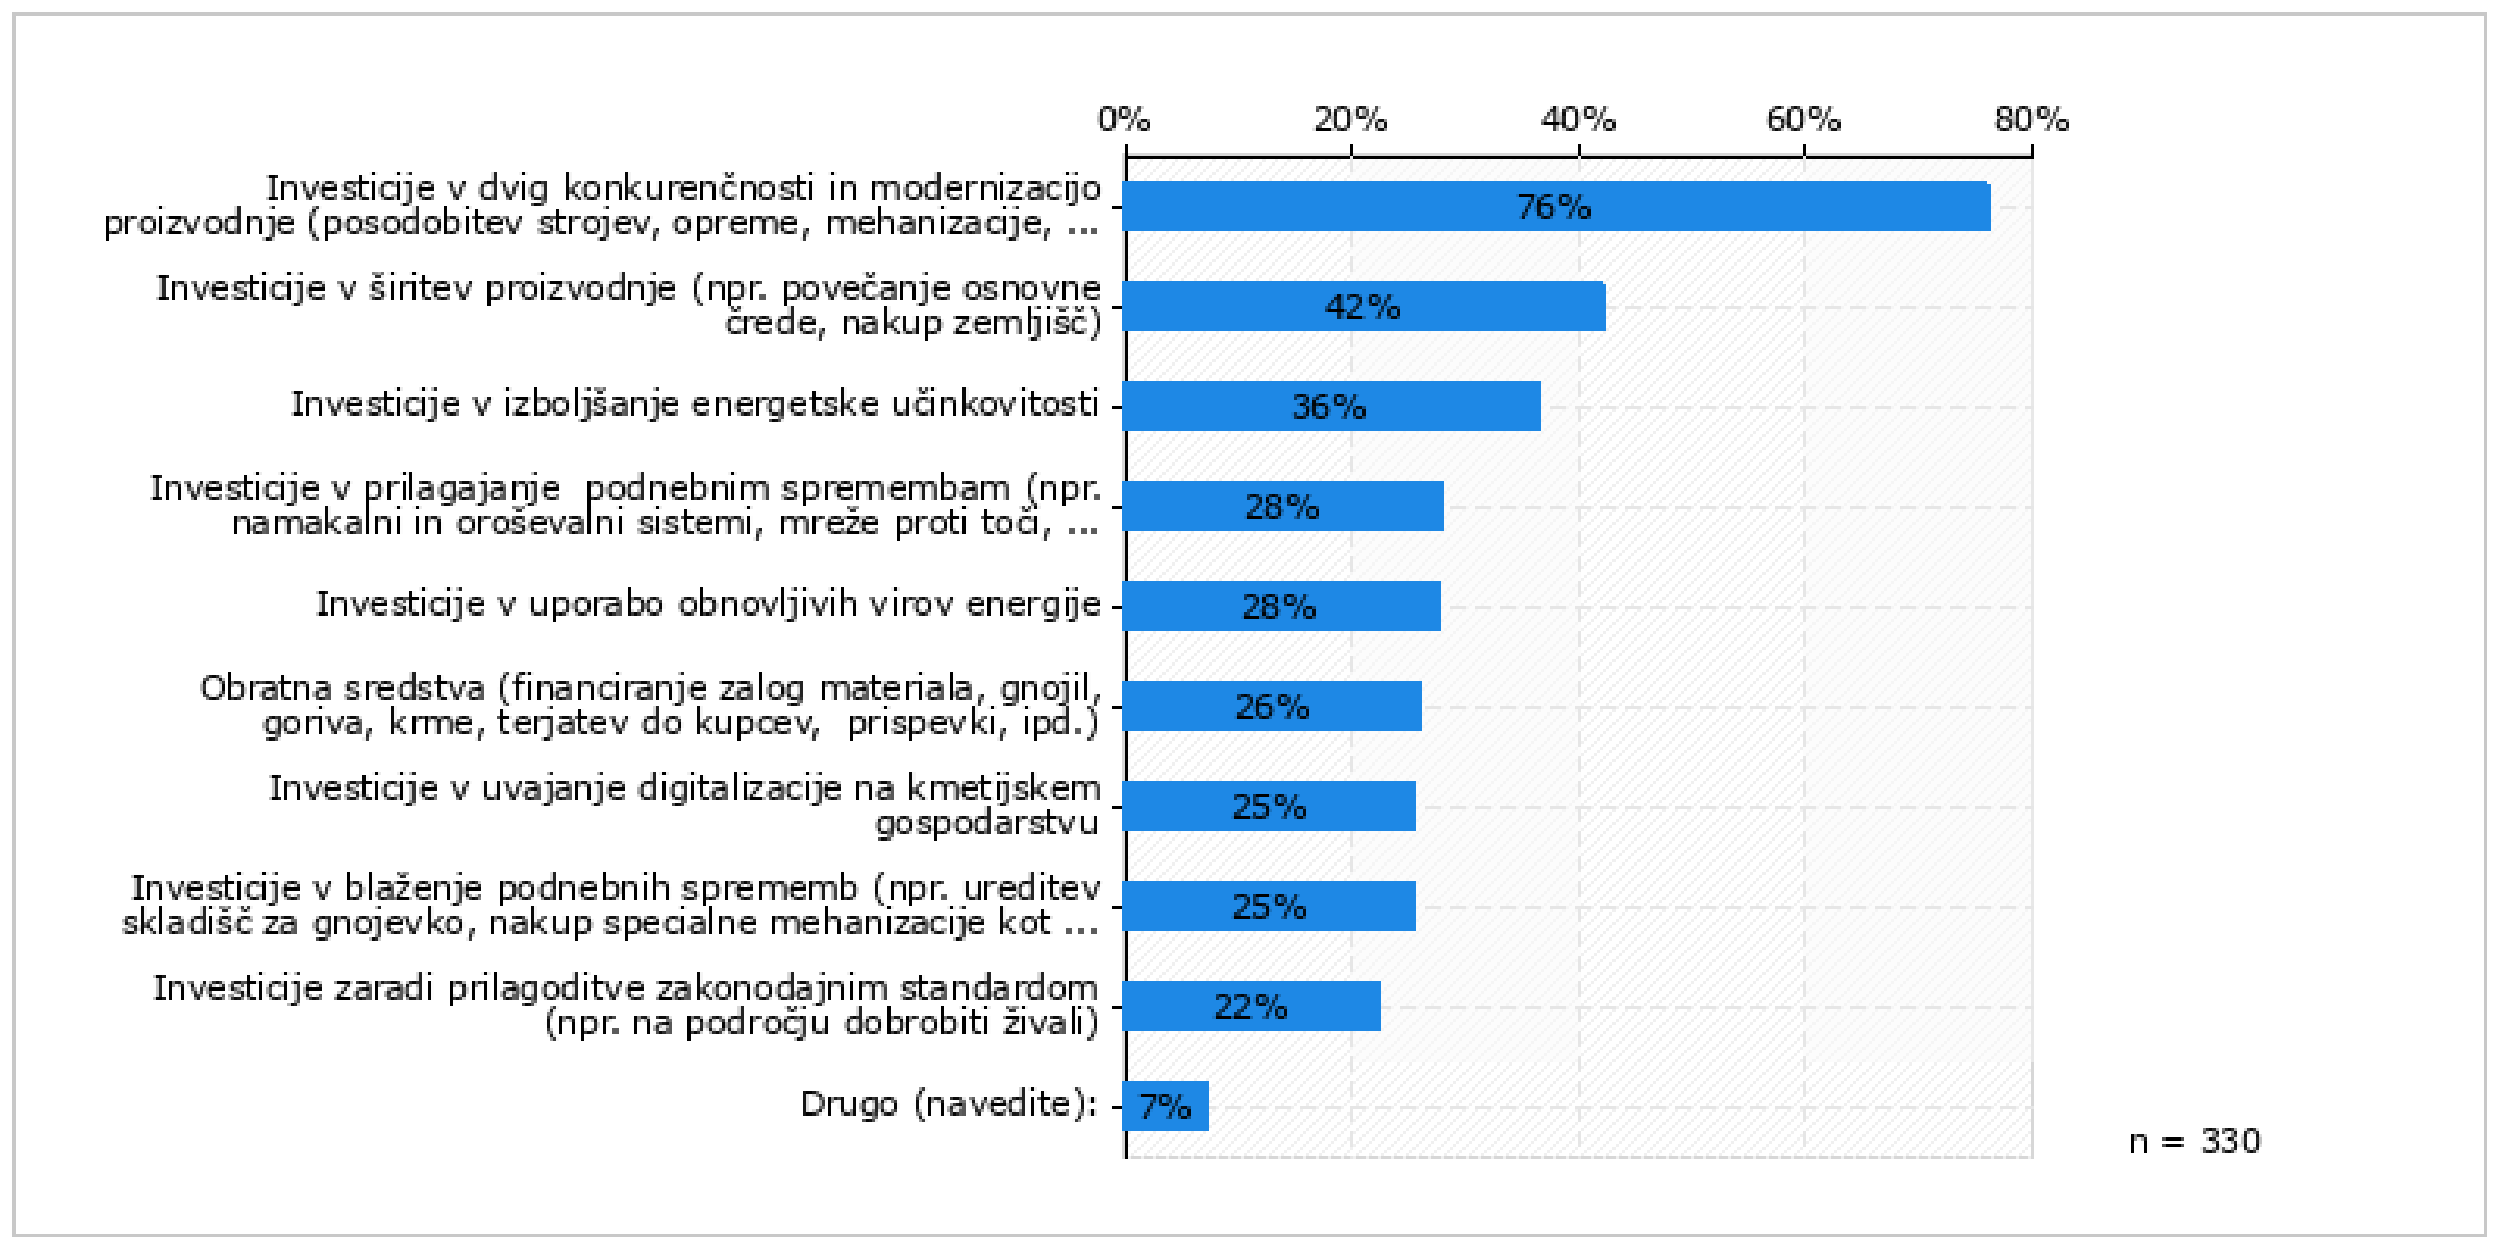 0% 20% 40% 60% 80%
Investicije v dvig konkurenčnosti in modernizacijo
proizvodnje (posodobitev strojev, opreme, mehanizacije, ...
76%
Investicije v širitev proizvodnje (npr. povečanje osnovne
črede, nakup zemljišč)
42%
Investicije v izboljšanje energetske učinkovitosti
36%
Investicije v prilagajanje  podnebnim spremembam (npr.
namakalni in oroševalni sistemi, mreže proti toči, ...
28%
Investicije v uporabo obnovljivih virov energije
28%
Obratna sredstva (financiranje zalog materiala, gnojil,
goriva, krme, terjatev do kupcev,  prispevki, ipd.)
26%
Investicije v uvajanje digitalizacije na kmetijskem
gospodarstvu
25%
Investicije v blaženje podnebnih sprememb (npr. ureditev
skladišč za gnojevko, nakup specialne mehanizacije kot ...
25%
Investicije zaradi prilagoditve zakonodajnim standardom
(npr. na področju dobrobiti živali)
22%
Drugo (navedite):
7%
n = 330